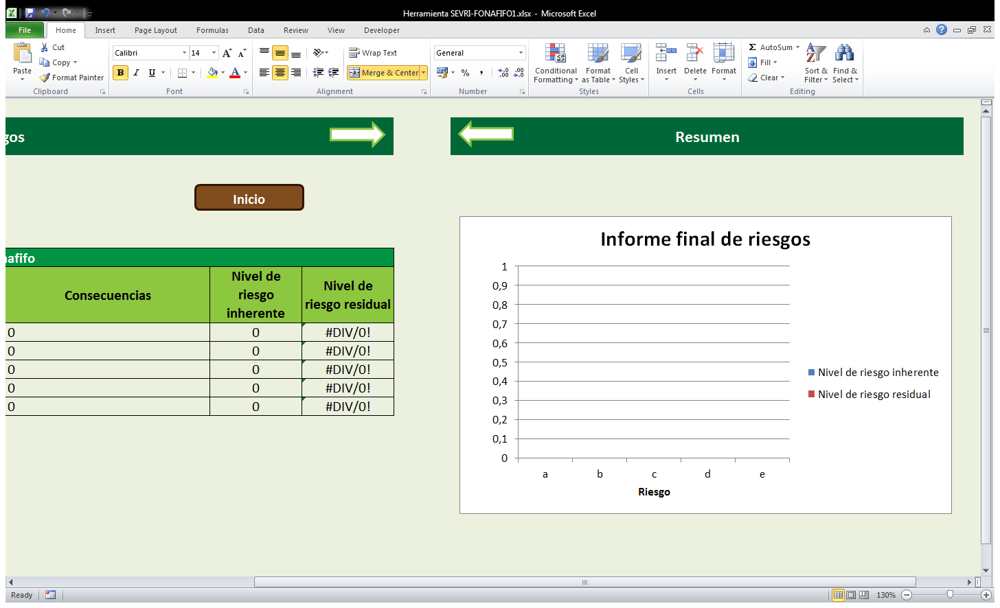 Herramienta SEVRI-FONAFIFO1.xlsx - Microsoft Excel
File Home Insert Page Layout Formulas Data Review View Developer
Paste
Cut
Copy
Format Painter
Clipboard
Calibri 14
B I U
Font
Wrap Text
Merge & Center
Alignment
General
Number
Conditional Formatting
Format as Table
Cell Styles
Styles
Insert Delete Format
Cells
AutoSum
Fill
Clear
Sort & Filter
Find & Select
Editing
gos
Resumen
Inicio
nafifo
Consecuencias
Nivel de riesgo inherente
Nivel de riesgo residual
0 0 #DIV/0!
0 0 #DIV/0!
0 0 #DIV/0!
0 0 #DIV/0!
0 0 #DIV/0!
Informe final de riesgos
1
0,9
0,8
0,7
0,6
0,5
0,4
0,3
0,2
0,1
0
a b c d e
Riesgo
Nivel de riesgo inherente
Nivel de riesgo residual
Ready
130%